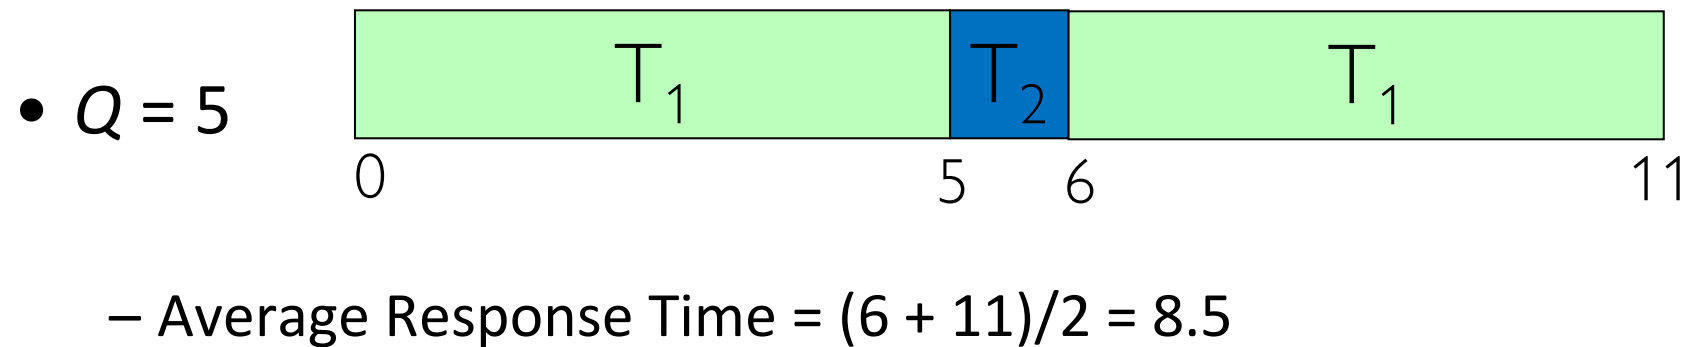 T₁ T₂ T₁
• Q = 5
0 5 6 11
– Average Response Time = (6 + 11)/2 = 8.5